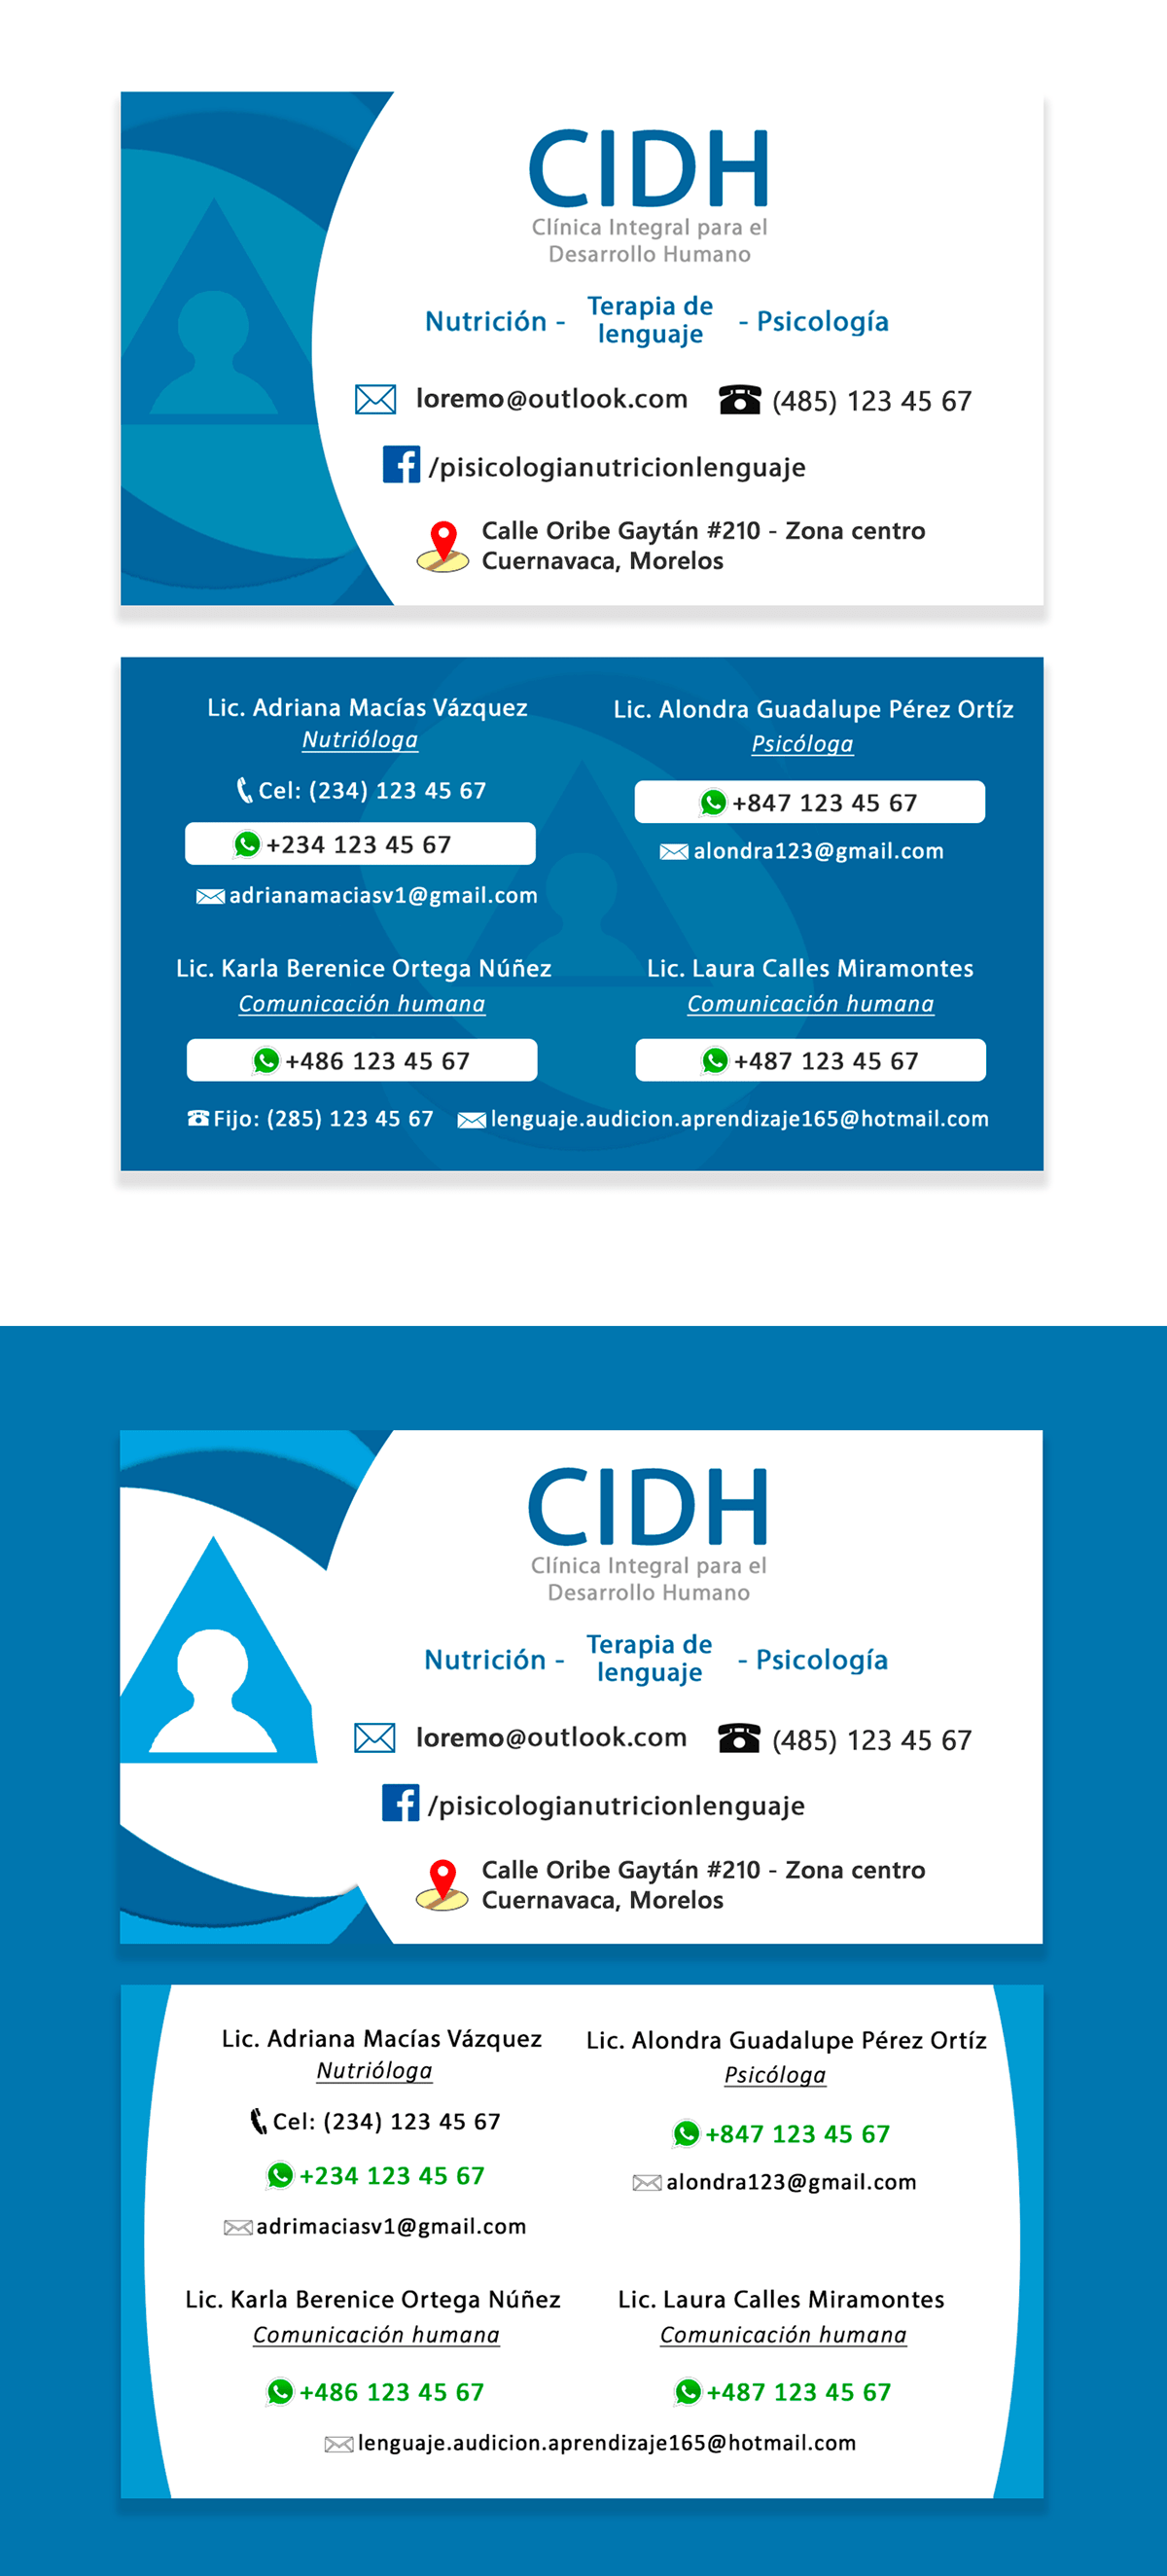 CIDH
Clínica Integral para el
Desarrollo Humano
Nutrición - Terapia de lenguaje - Psicología
loremo@outlook.com (485) 123 45 67
/pisicologianutricionlenguaje
Calle Oribe Gaytán #210 - Zona centro
Cuernavaca, Morelos
Lic. Adriana Macías Vázquez
Nutrióloga
Cel: (234) 123 45 67
+234 123 45 67
adrianamaciasv1@gmail.com
Lic. Alondra Guadalupe Pérez Ortíz
Psicóloga
+847 123 45 67
alondra123@gmail.com
Lic. Karla Berenice Ortega Núñez
Comunicación humana
+486 123 45 67
Lic. Laura Calles Miramontes
Comunicación humana
+487 123 45 67
Fijo: (285) 123 45 67 lenguaje.audicion.aprendizaje165@hotmail.com
CIDH
Clínica Integral para el
Desarrollo Humano
Nutrición - Terapia de lenguaje - Psicología
loremo@outlook.com (485) 123 45 67
/pisicologianutricionlenguaje
Calle Oribe Gaytán #210 - Zona centro
Cuernavaca, Morelos
Lic. Adriana Macías Vázquez
Nutrióloga
Cel: (234) 123 45 67
+234 123 45 67
adrimaciasv1@gmail.com
Lic. Alondra Guadalupe Pérez Ortíz
Psicóloga
+847 123 45 67
alondra123@gmail.com
Lic. Karla Berenice Ortega Núñez
Comunicación humana
+486 123 45 67
Lic. Laura Calles Miramontes
Comunicación humana
+487 123 45 67
lenguaje.audicion.aprendizaje165@hotmail.com